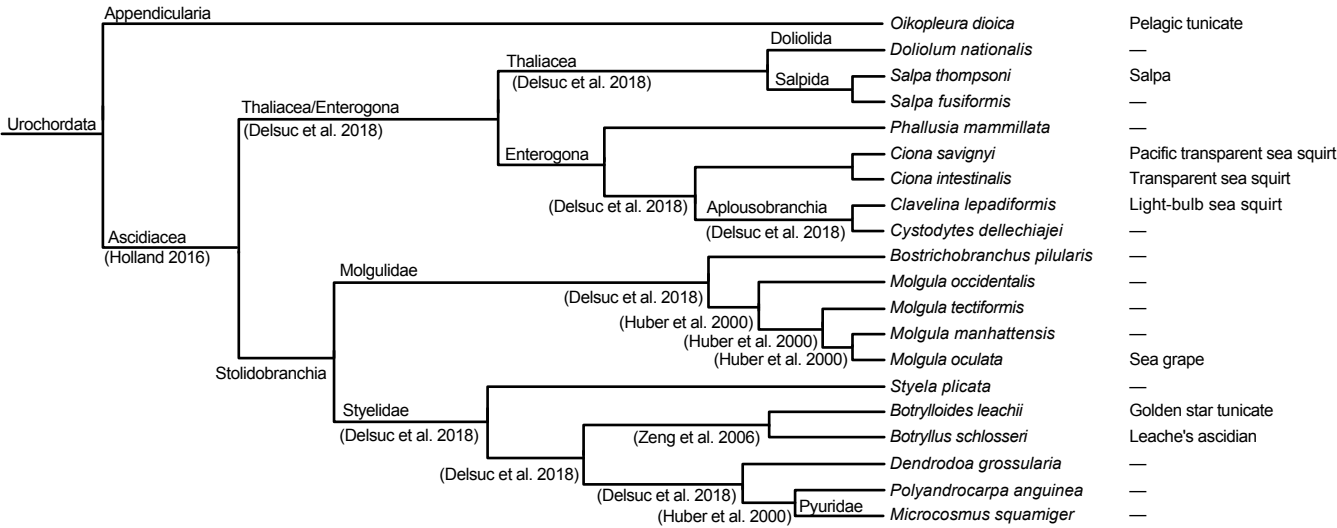 Appendicularia
Oikopleura dioica Pelagic tunicate
Doliolida
Doliolum nationalis —
Thaliacea
(Delsuc et al. 2018)
Salpida
Salpa thompsoni Salpa
Salpa fusiformis —
Thaliacea/Enterogona
(Delsuc et al. 2018)
Urochordata
Phallusia mammillata —
Enterogona
Ciona savignyi Pacific transparent sea squirt
Ciona intestinalis Transparent sea squirt
(Delsuc et al. 2018)
Aplousobranchia
(Delsuc et al. 2018)
Clavelina lepadiformis Light-bulb sea squirt
Cystodytes dellechiajei —
Ascidiacea
(Holland 2016)
Bostrichobranchus pilularis —
Molgulidae
(Delsuc et al. 2018)
Molgula occidentalis —
(Huber et al. 2000)
Molgula tectiformis —
(Huber et al. 2000)
Molgula manhattensis —
(Huber et al. 2000)
Molgula oculata Sea grape
Stolidobranchia
Styela plicata —
Styelidae
(Delsuc et al. 2018)
Botrylloides leachii Golden star tunicate
(Zeng et al. 2006)
Botryllus schlosseri Leache's ascidian
(Delsuc et al. 2018)
Dendrodoa grossularia —
(Delsuc et al. 2018)
Polyandrocarpa anguinea —
Pyuridae
(Huber et al. 2000)
Microcosmus squamiger —